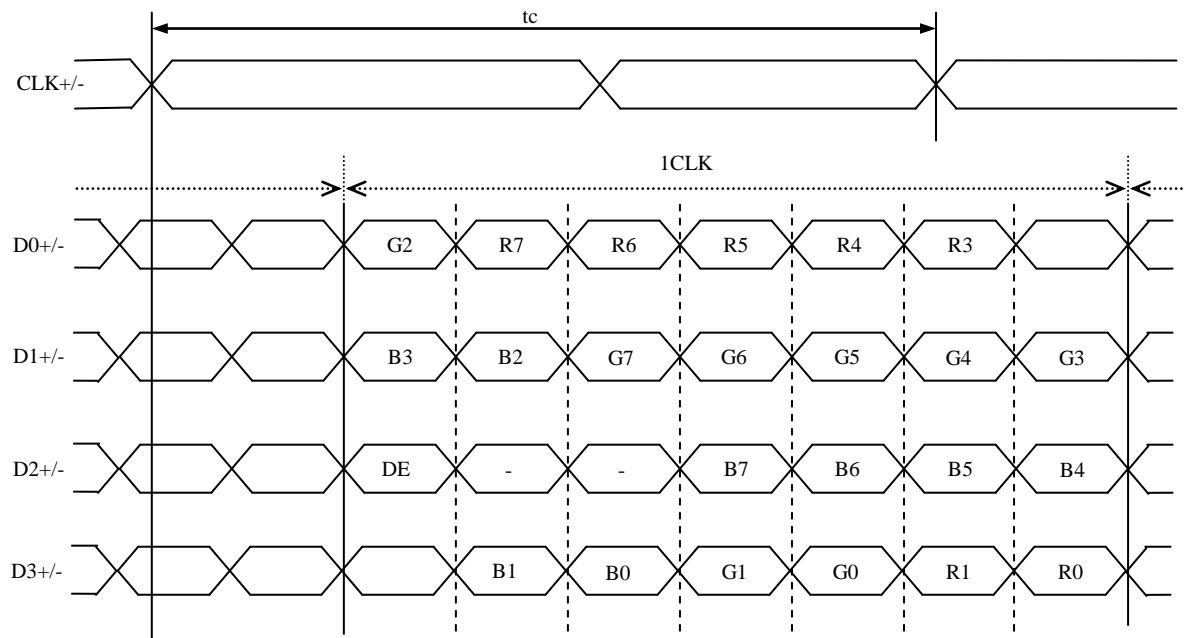 tc
CLK+/-
1CLK
D0+/- G2 R7 R6 R5 R4 R3
D1+/- B3 B2 G7 G6 G5 G4 G3
D2+/- DE - - B7 B6 B5 B4
D3+/- B1 B0 G1 G0 R1 R0